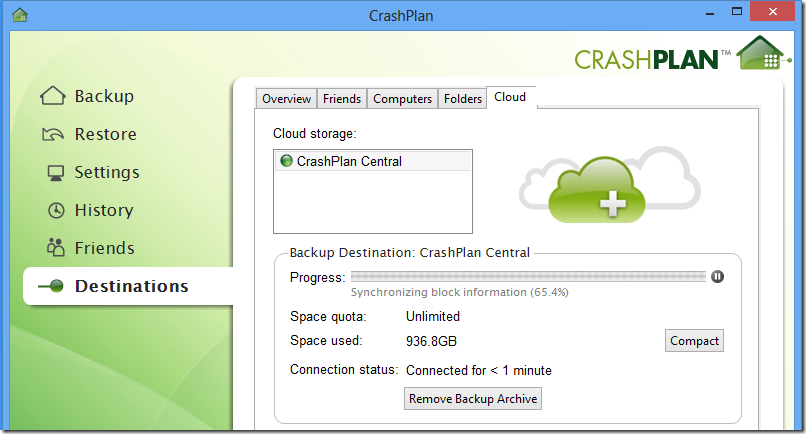 CrashPlan
CRASHPLAN™
Backup
Restore
Settings
History
Friends
Destinations
Overview Friends Computers Folders Cloud
Cloud storage:
CrashPlan Central
Backup Destination: CrashPlan Central
Progress:
Synchronizing block information (65.4%)
Space quota: Unlimited
Space used: 936.8GB Compact
Connection status: Connected for < 1 minute
Remove Backup Archive